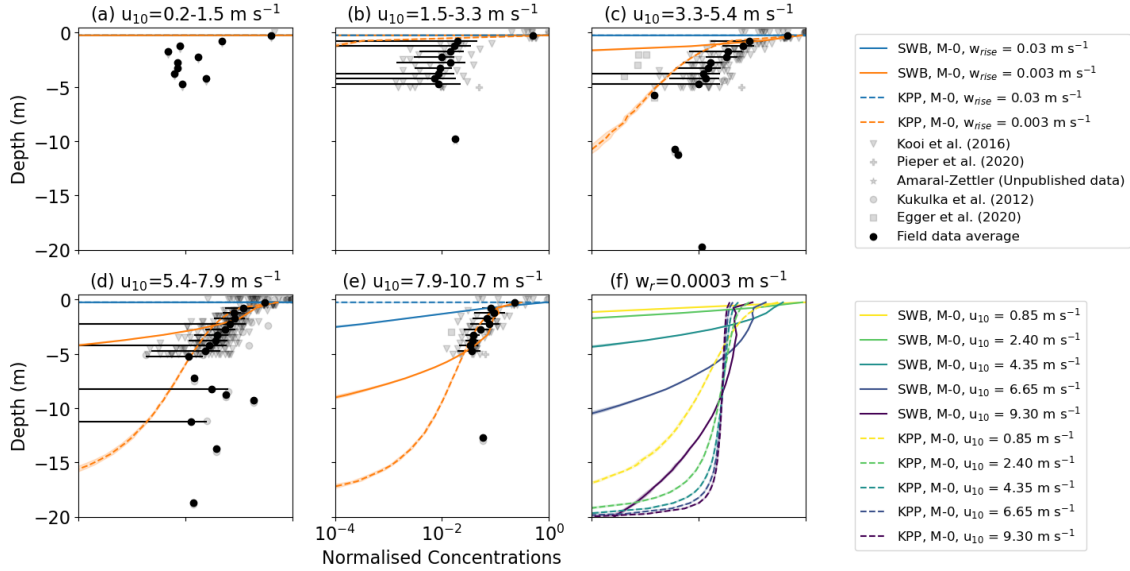 (a) u₁₀=0.2-1.5 m s⁻¹
(b) u₁₀=1.5-3.3 m s⁻¹
(c) u₁₀=3.3-5.4 m s⁻¹
0
−5
−10
−15
−20
Depth (m)
SWB, M-0, w_rise = 0.03 m s⁻¹
SWB, M-0, w_rise = 0.003 m s⁻¹
KPP, M-0, w_rise = 0.03 m s⁻¹
KPP, M-0, w_rise = 0.003 m s⁻¹
Kooi et al. (2016)
Pieper et al. (2020)
Amaral-Zettler (Unpublished data)
Kukulka et al. (2012)
Egger et al. (2020)
Field data average
(d) u₁₀=5.4-7.9 m s⁻¹
(e) u₁₀=7.9-10.7 m s⁻¹
(f) w_r=0.0003 m s⁻¹
0
−5
−10
−15
−20
Depth (m)
10⁻⁴
10⁻²
10⁰
Normalised Concentrations
SWB, M-0, u₁₀ = 0.85 m s⁻¹
SWB, M-0, u₁₀ = 2.40 m s⁻¹
SWB, M-0, u₁₀ = 4.35 m s⁻¹
SWB, M-0, u₁₀ = 6.65 m s⁻¹
SWB, M-0, u₁₀ = 9.30 m s⁻¹
KPP, M-0, u₁₀ = 0.85 m s⁻¹
KPP, M-0, u₁₀ = 2.40 m s⁻¹
KPP, M-0, u₁₀ = 4.35 m s⁻¹
KPP, M-0, u₁₀ = 6.65 m s⁻¹
KPP, M-0, u₁₀ = 9.30 m s⁻¹